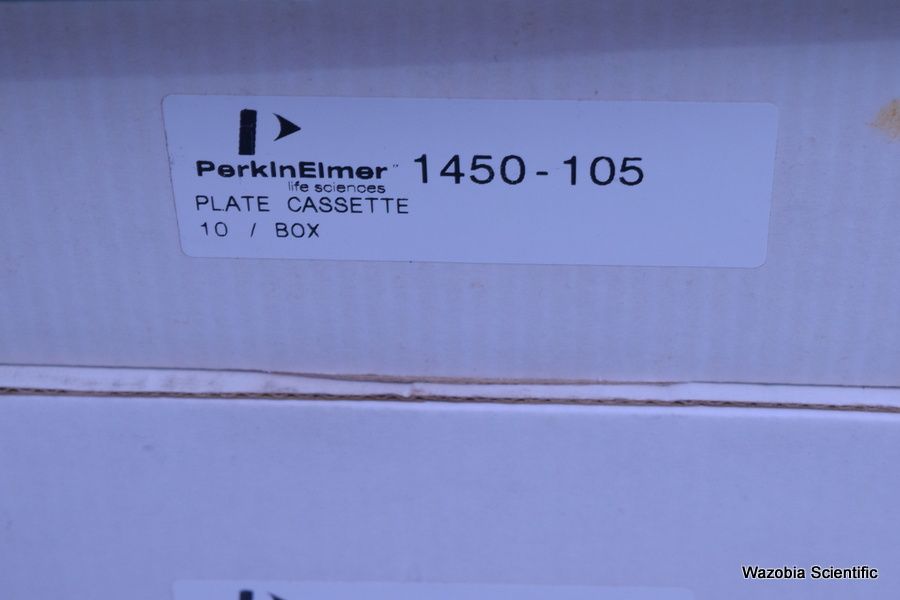 PerkinElmer™ 1450-105
life sciences
PLATE CASSETTE
10 / BOX
Wazobia Scientific